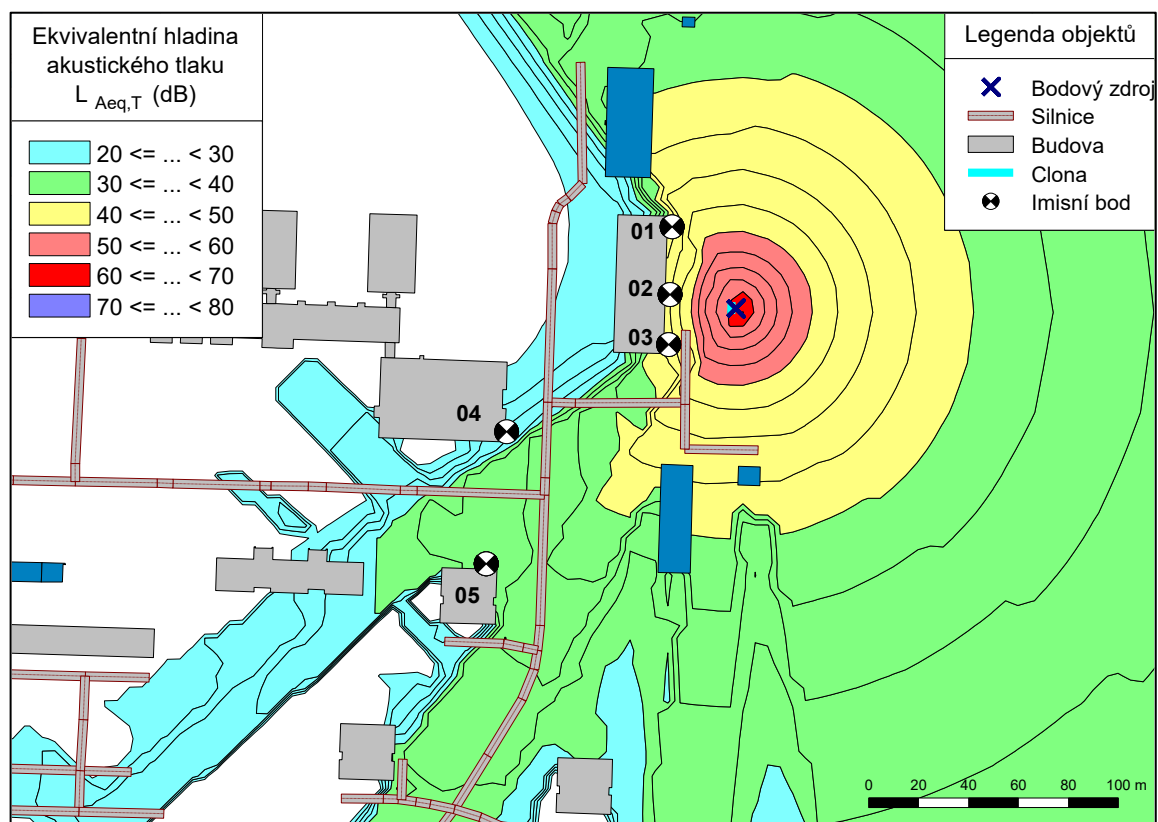 Ekvivalentní hladina
akustického tlaku
L Aeq,T (dB)
20 <= ... < 30
30 <= ... < 40
40 <= ... < 50
50 <= ... < 60
60 <= ... < 70
70 <= ... < 80
Legenda objektů
Bodový zdroj
Silnice
Budova
Clona
Imisní bod
01
02
03
04
05
0 20 40 60 80 100 m